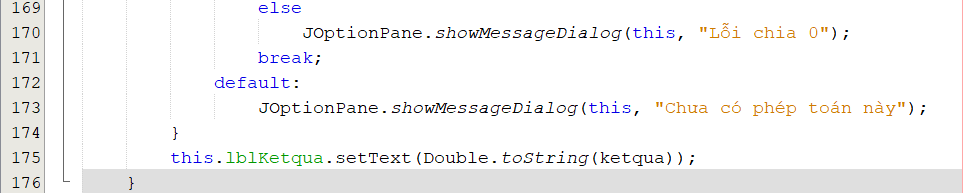 169 else
170 JOptionPane.showMessageDialog(this, "Lỗi chia 0");
171 break;
172 default:
173 JOptionPane.showMessageDialog(this, "Chưa có phép toán này");
174 }
175 this.lblKetqua.setText(Double.toString(ketqua));
176 }